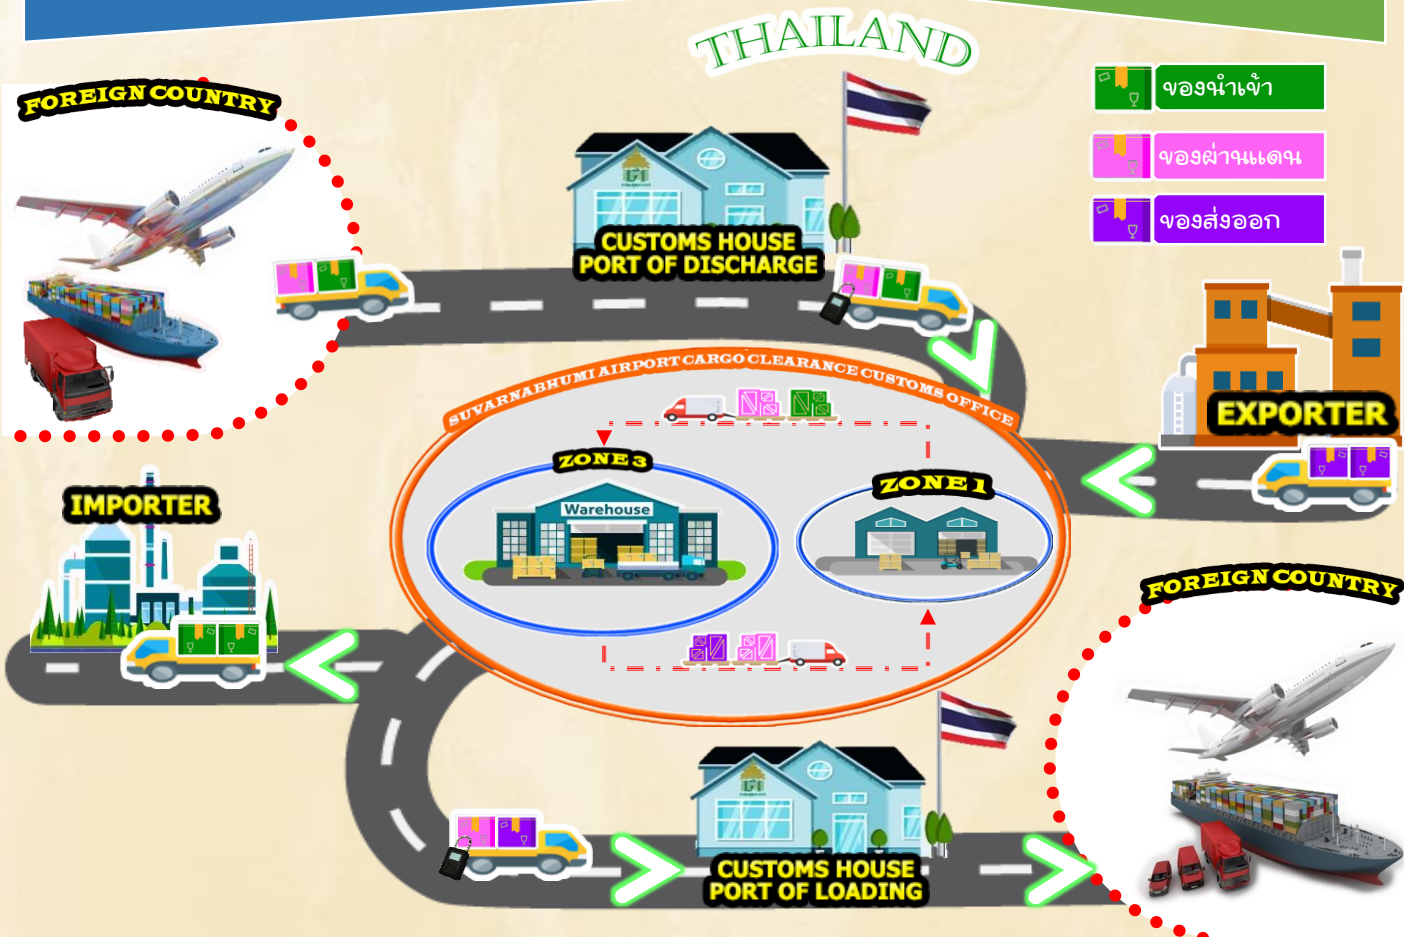 THAILAND
FOREIGN COUNTRY
ของนำเข้า
ของผ่านแดน
ของส่งออก
CUSTOMS HOUSE
PORT OF DISCHARGE
SUVARNABHUMI AIRPORT CARGO CLEARANCE CUSTOMS OFFICE
EXPORTER
ZONE 3
ZONE 1
Warehouse
IMPORTER
FOREIGN COUNTRY
CUSTOMS HOUSE
PORT OF LOADING